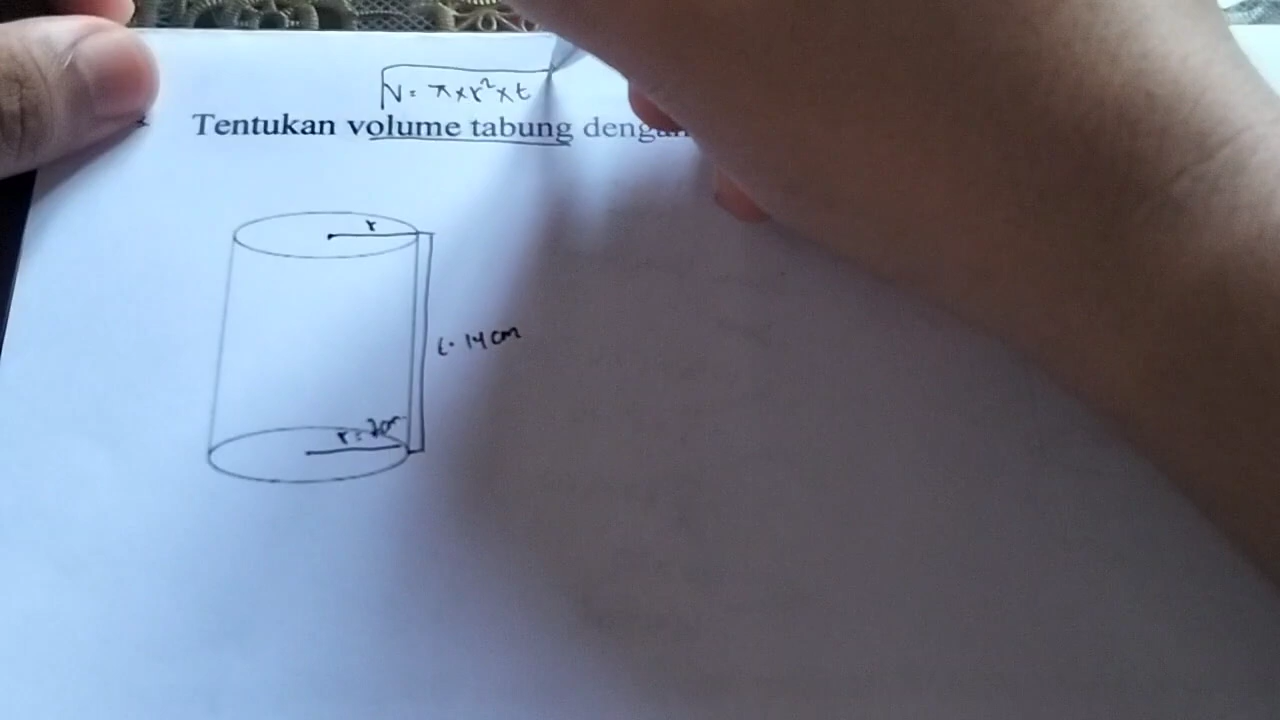 V = π x r² x t
Tentukan volume tabung dengan
r
t = 14 cm
r = 7cm